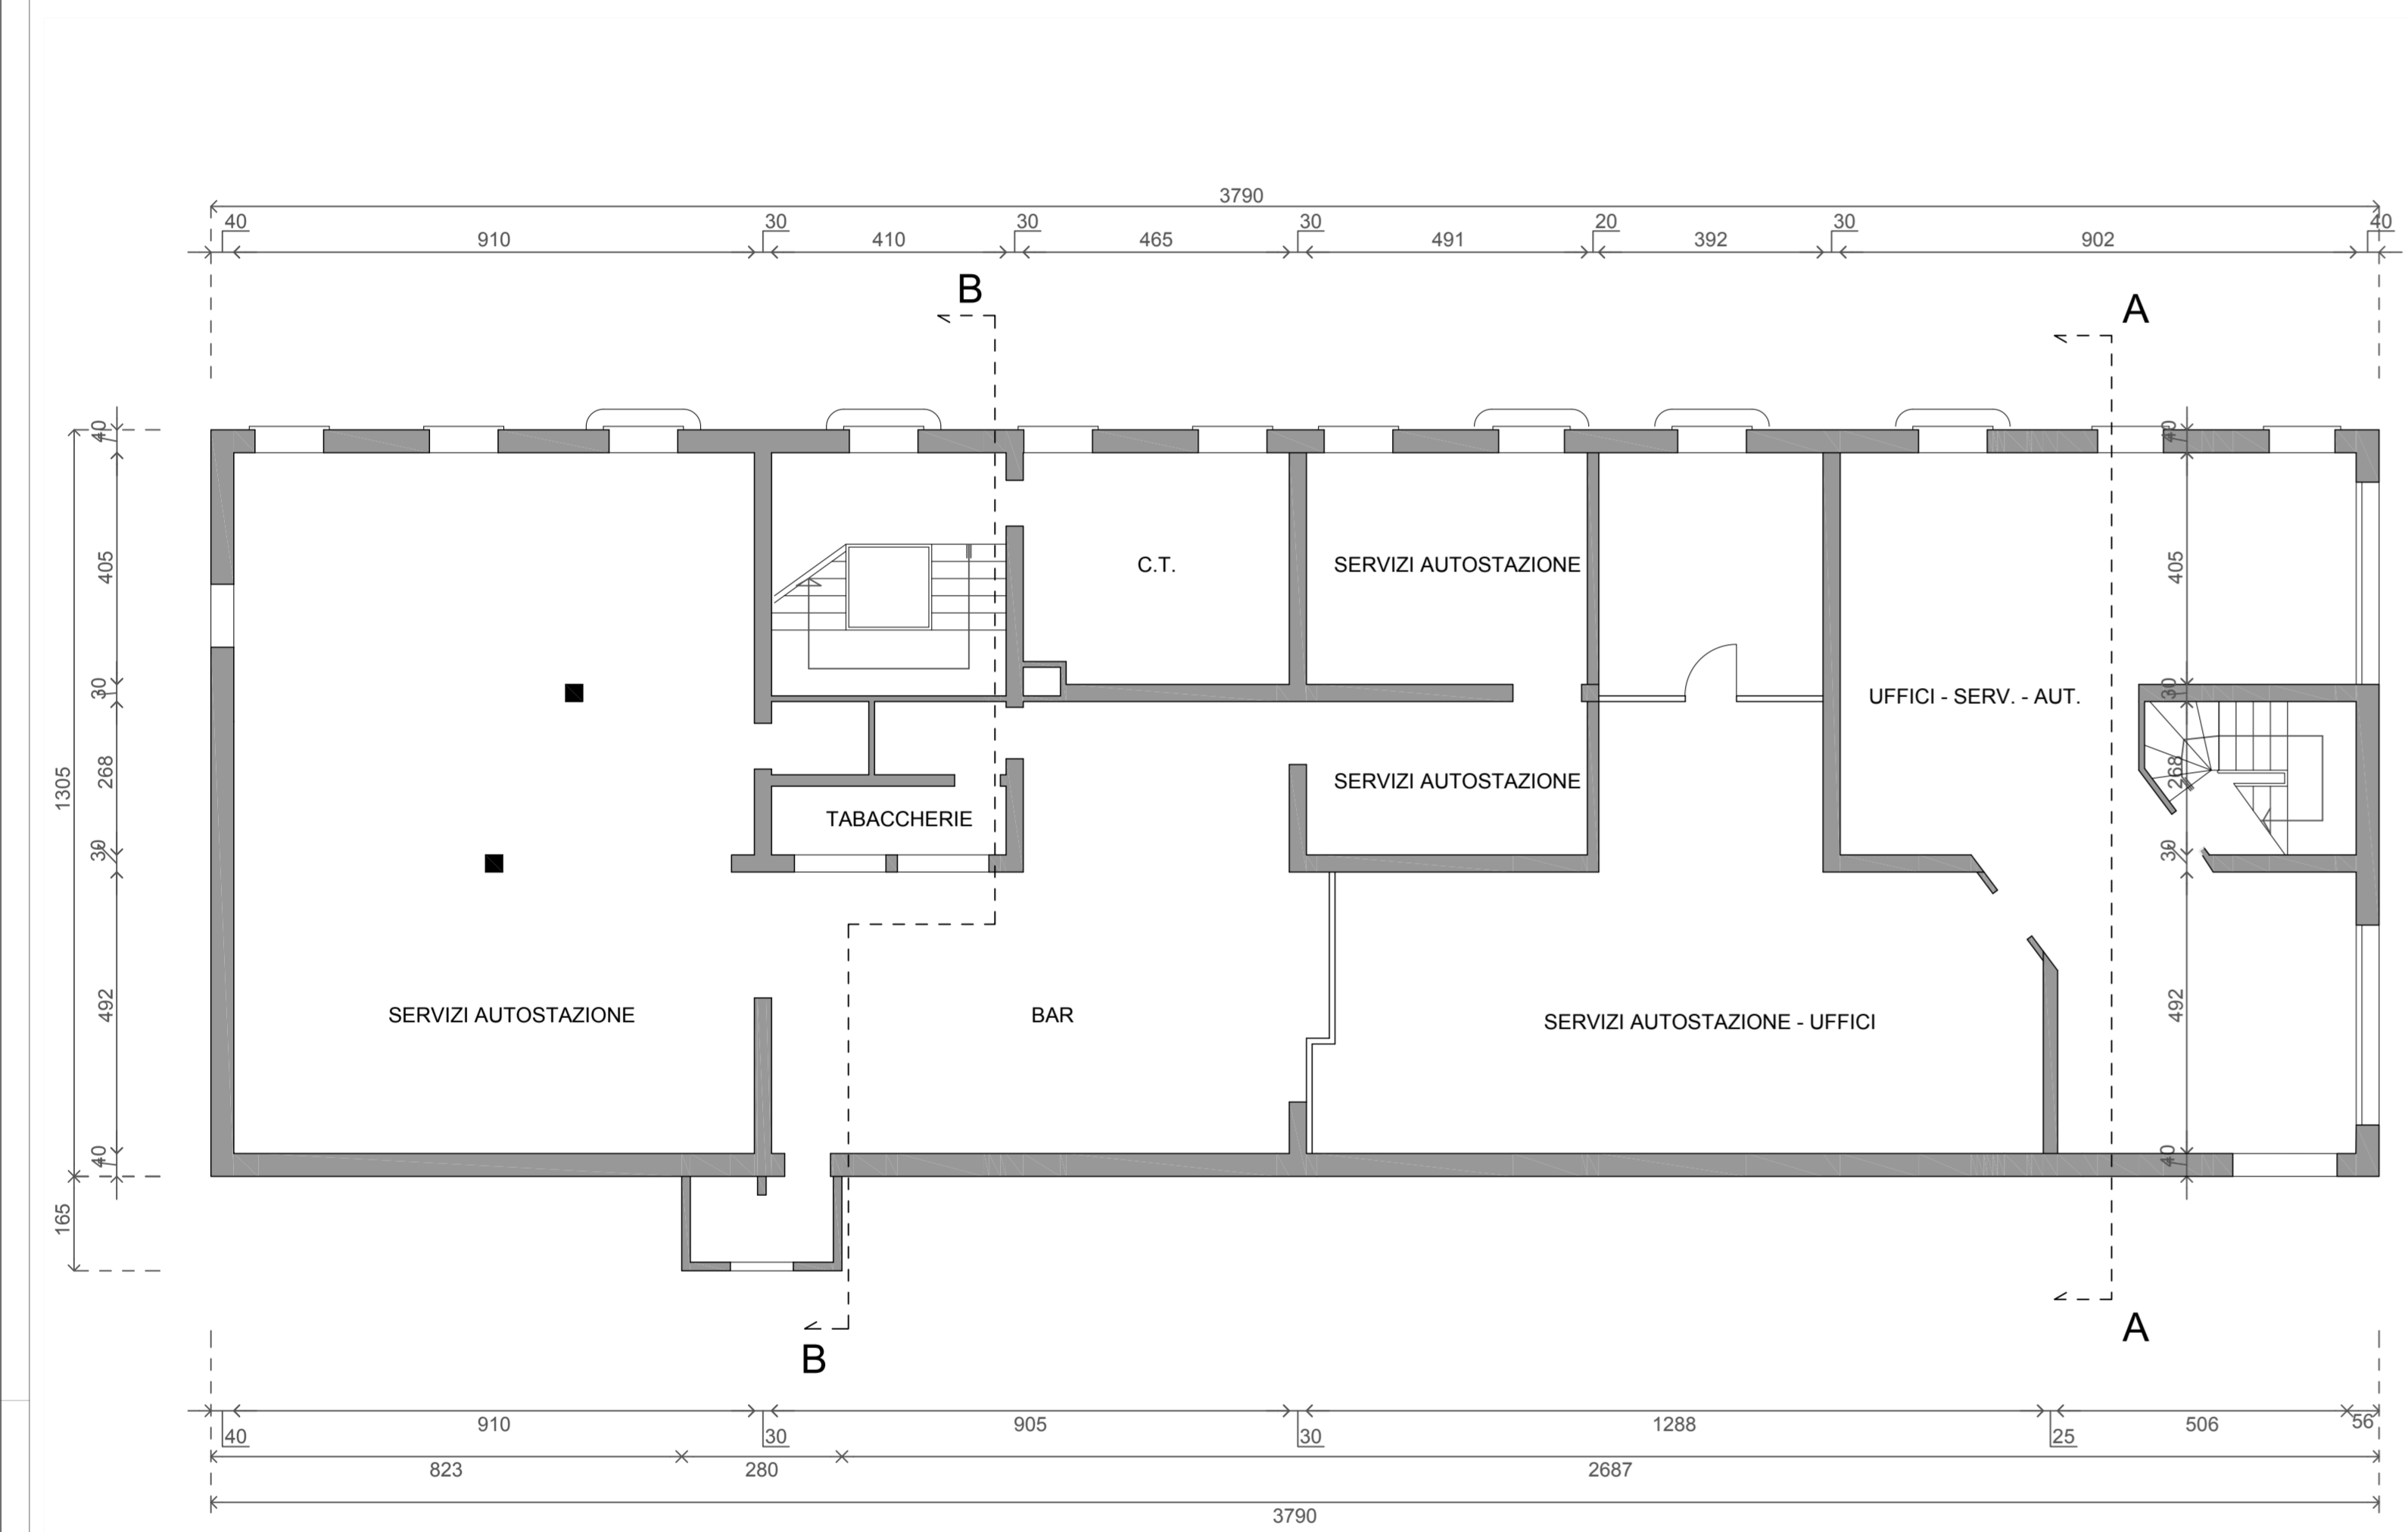 3790
40 30 30 30 20 30 40
910 410 465 491 392 902
B
A
40 40
405 C.T. SERVIZI AUTOSTAZIONE 405
30 UFFICI - SERV. - AUT. 30
1305 268 SERVIZI AUTOSTAZIONE 268
TABACCHERIE
30 30
492 SERVIZI AUTOSTAZIONE BAR SERVIZI AUTOSTAZIONE - UFFICI 492
40 40
165
A
B
910 905 1288 506 56
40 30 30 25
823 280 2687
3790